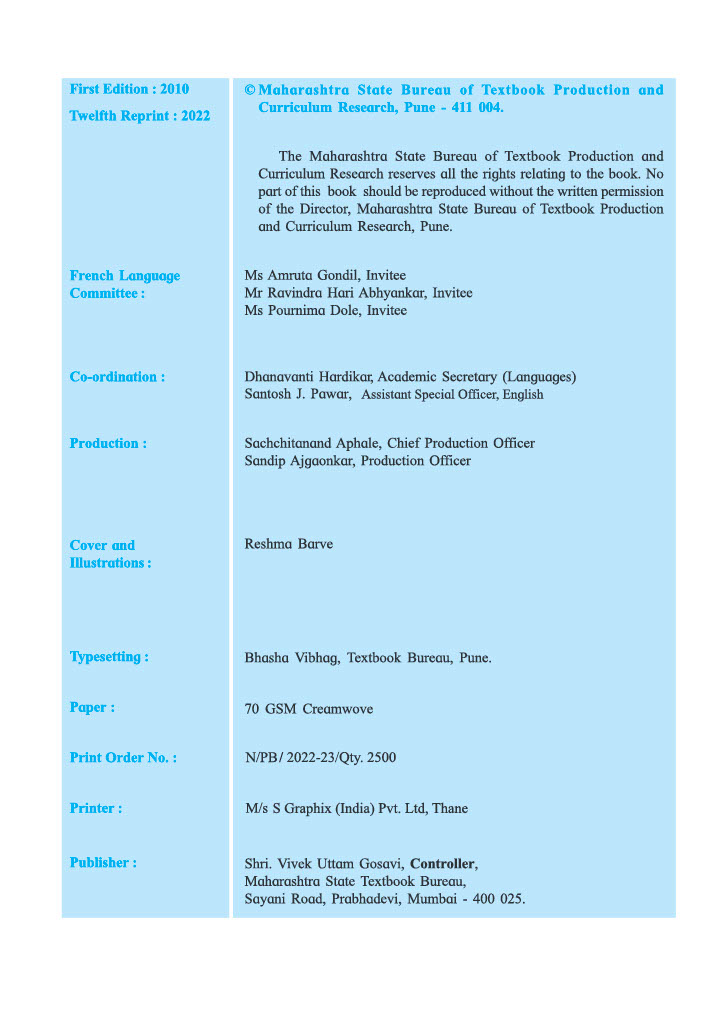 First Edition : 2010
Twelfth Reprint : 2022
© Maharashtra State Bureau of Textbook Production and
Curriculum Research, Pune - 411 004.
The Maharashtra State Bureau of Textbook Production and
Curriculum Research reserves all the rights relating to the book. No
part of this book should be reproduced without the written permission
of the Director, Maharashtra State Bureau of Textbook Production
and Curriculum Research, Pune.
French Language
Committee :
Ms Amruta Gondil, Invitee
Mr Ravindra Hari Abhyankar, Invitee
Ms Pournima Dole, Invitee
Co-ordination :
Dhanavanti Hardikar, Academic Secretary (Languages)
Santosh J. Pawar, Assistant Special Officer, English
Production :
Sachchitanand Aphale, Chief Production Officer
Sandip Ajgaonkar, Production Officer
Cover and
Illustrations :
Reshma Barve
Typesetting :
Bhasha Vibhag, Textbook Bureau, Pune.
Paper :
70 GSM Creamwove
Print Order No. :
N/PB/ 2022-23/Qty. 2500
Printer :
M/s S Graphix (India) Pvt. Ltd, Thane
Publisher :
Shri. Vivek Uttam Gosavi, Controller,
Maharashtra State Textbook Bureau,
Sayani Road, Prabhadevi, Mumbai - 400 025.